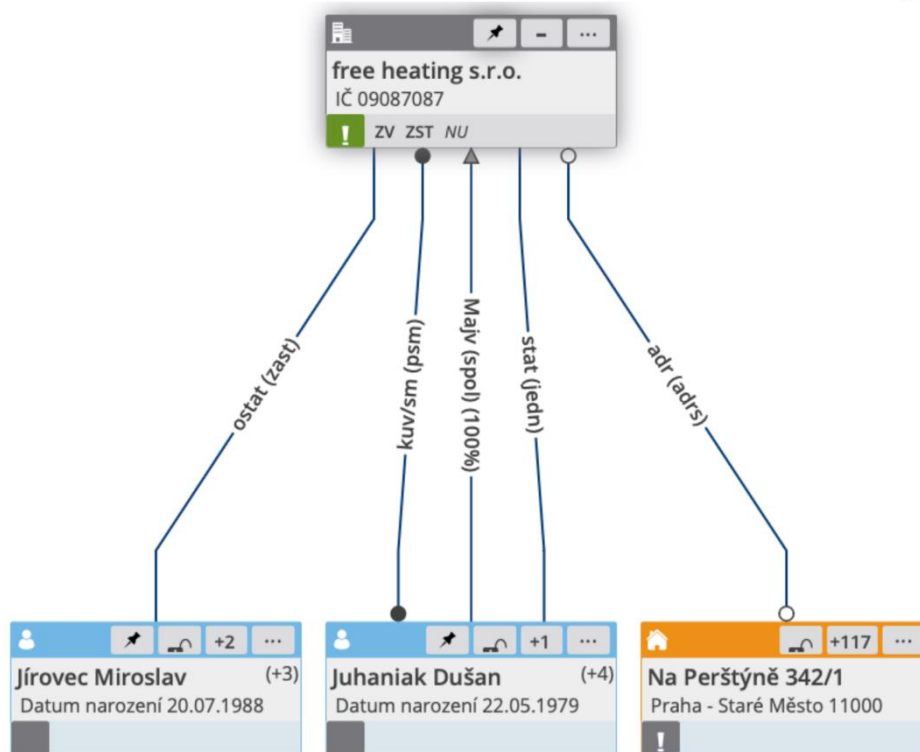 free heating s.r.o.
IČ 09087087
ZV ZST NU
ostat (zast)
kuv/sm (psm)
Majv (spol) (100%)
stat (jedn)
adr (adrs)
+2
Jírovec Miroslav (+3)
Datum narození 20.07.1988
+1
Juhaniak Dušan (+4)
Datum narození 22.05.1979
+117
Na Perštýně 342/1
Praha - Staré Město 11000